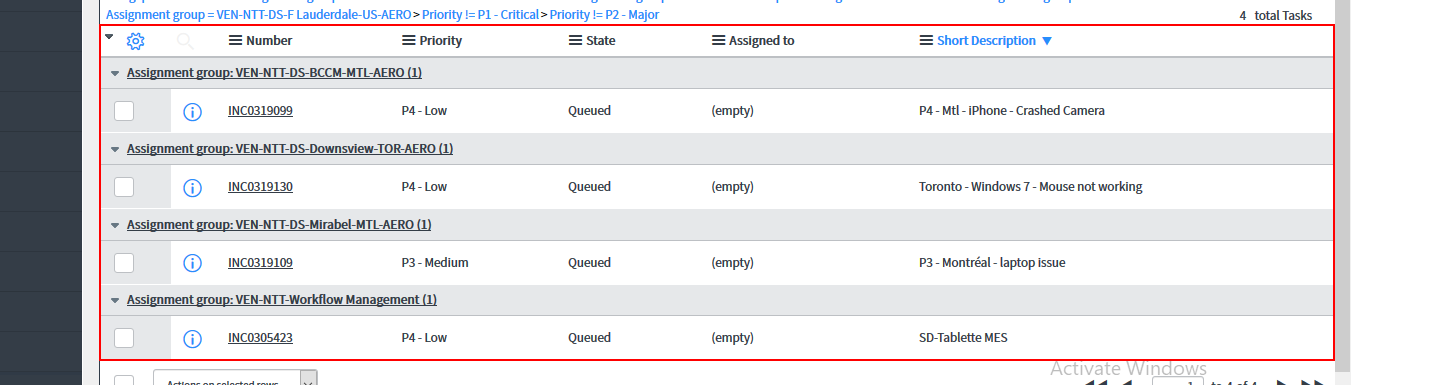 Assignment group = VEN-NTT-DS-F Lauderdale-US-AERO > Priority != P1 - Critical > Priority != P2 - Major
4 total Tasks
Number Priority State Assigned to Short Description ▼
Assignment group: VEN-NTT-DS-BCCM-MTL-AERO (1)
INC0319099 P4 - Low Queued (empty) P4 - Mtl - iPhone - Crashed Camera
Assignment group: VEN-NTT-DS-Downsview-TOR-AERO (1)
INC0319130 P4 - Low Queued (empty) Toronto - Windows 7 - Mouse not working
Assignment group: VEN-NTT-DS-Mirabel-MTL-AERO (1)
INC0319109 P3 - Medium Queued (empty) P3 - Montréal - laptop issue
Assignment group: VEN-NTT-Workflow Management (1)
INC0305423 P4 - Low Queued (empty) SD-Tablette MES
Activate Windows
Actions on selected rows... 1 to 4 of 4